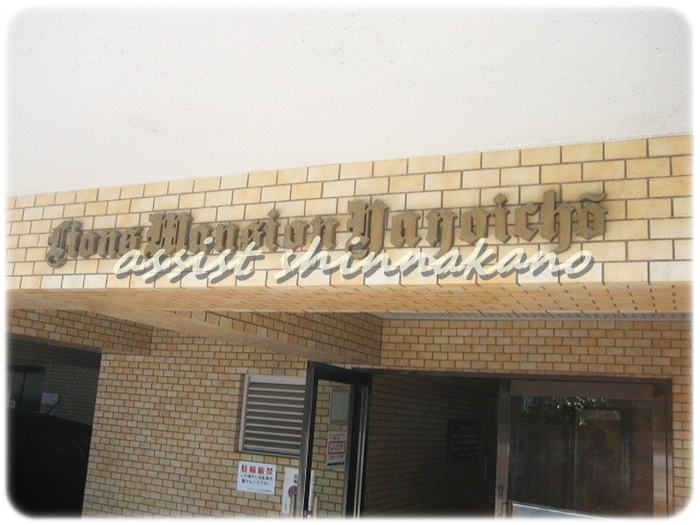 Lions Mansion Yayoichō
assist shinnakano
駐輪厳禁